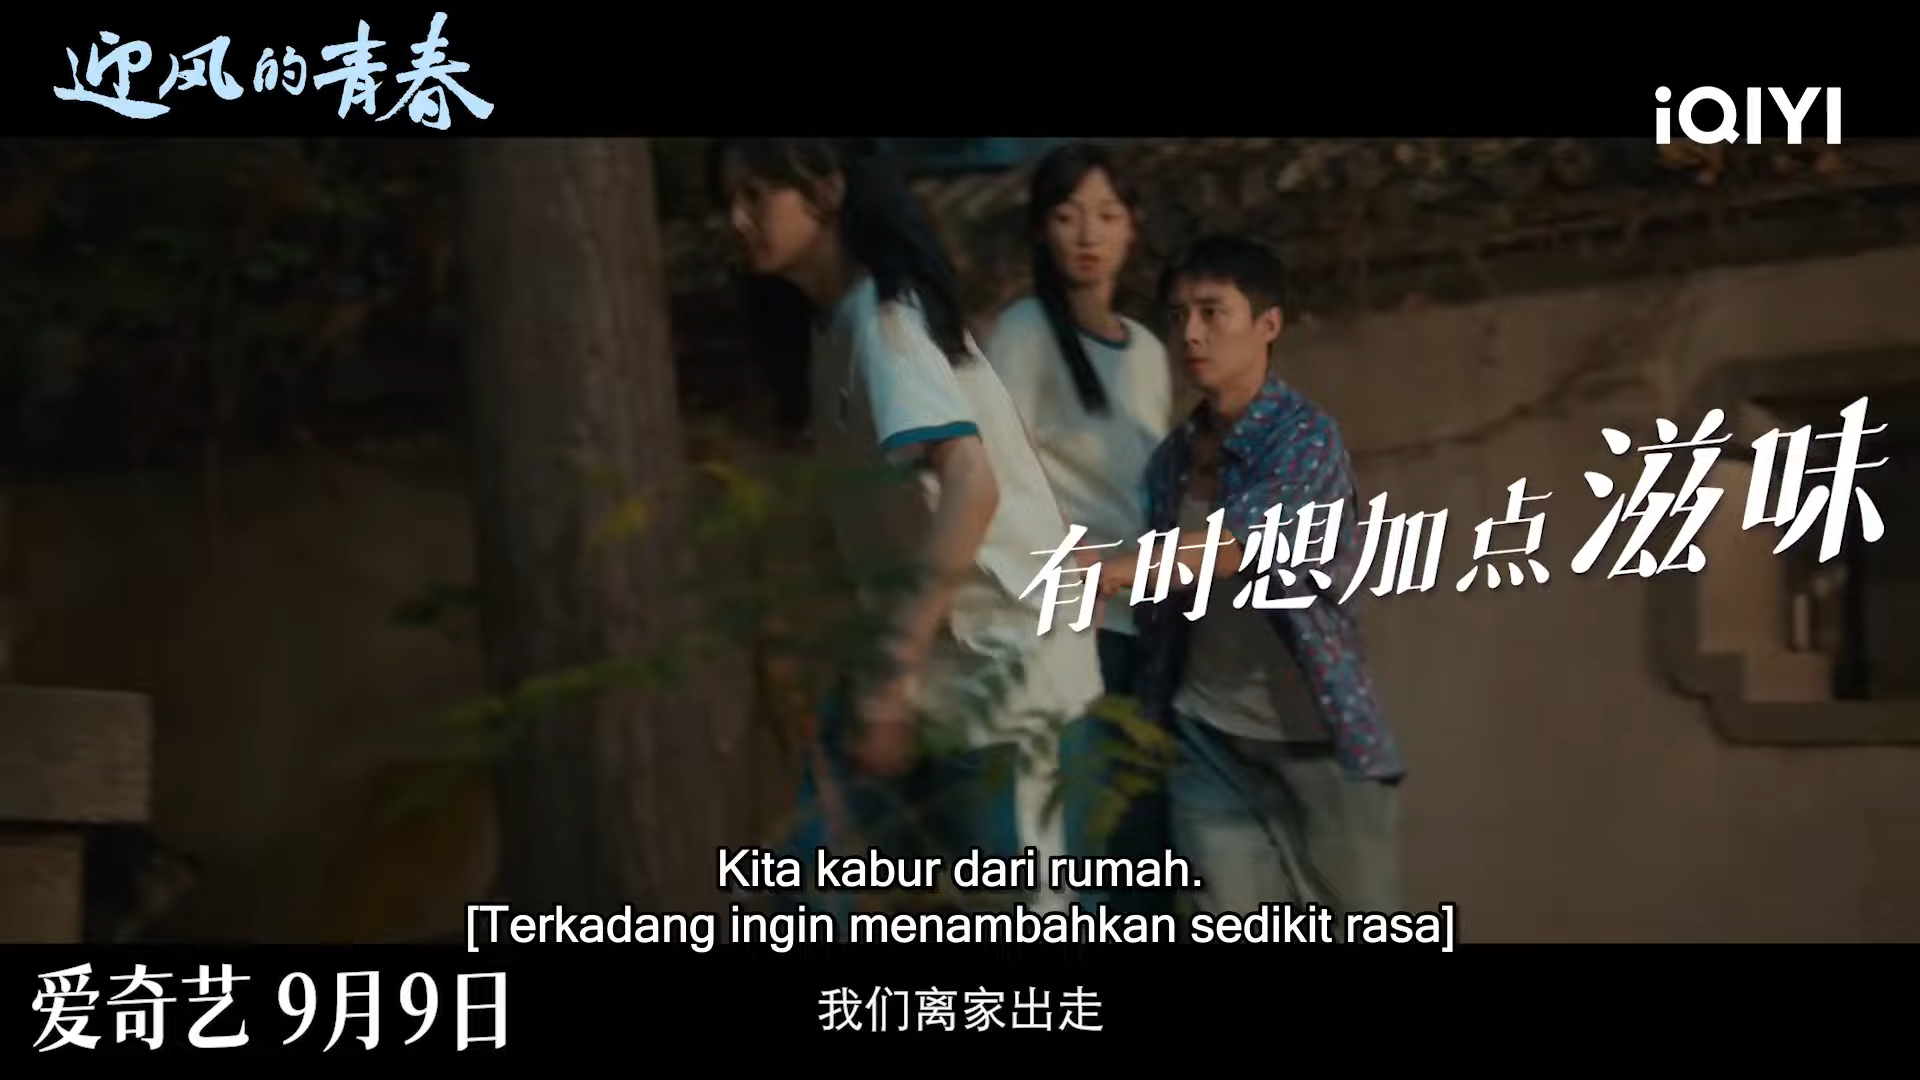 迎风的青春
iQIYI
有时想加点滋味
Kita kabur dari rumah.
[Terkadang ingin menambahkan sedikit rasa]
爱奇艺 9月9日
我们离家出走